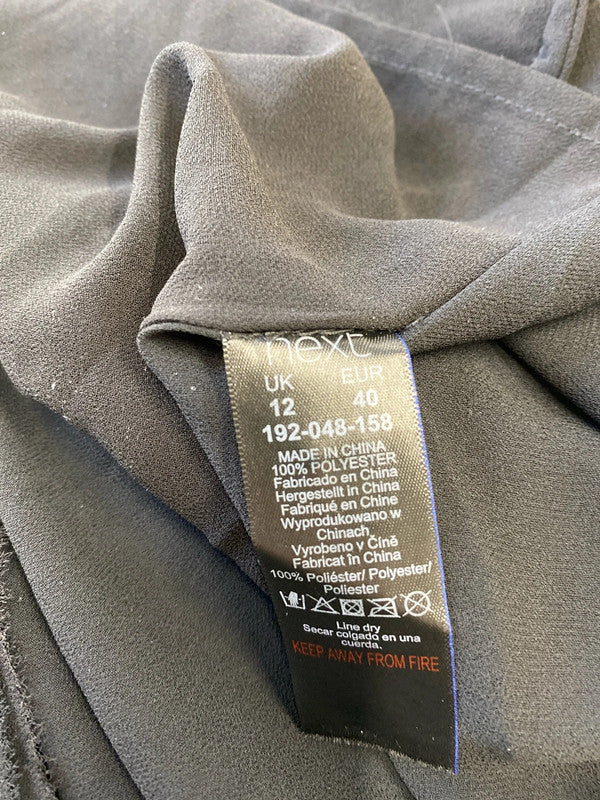 next
UK EUR
12 40
192-048-158
MADE IN CHINA
100% POLYESTER
Fabricado en China
Hergestellt in China
Fabriqué en Chine
Wyprodukowano w
Chinach
Vyrobeno v Číně
Fabricat în China
100% Poliéster/ Polyester/
Poliester
Line dry
Secar colgado en una
cuerda.
KEEP AWAY FROM FIRE